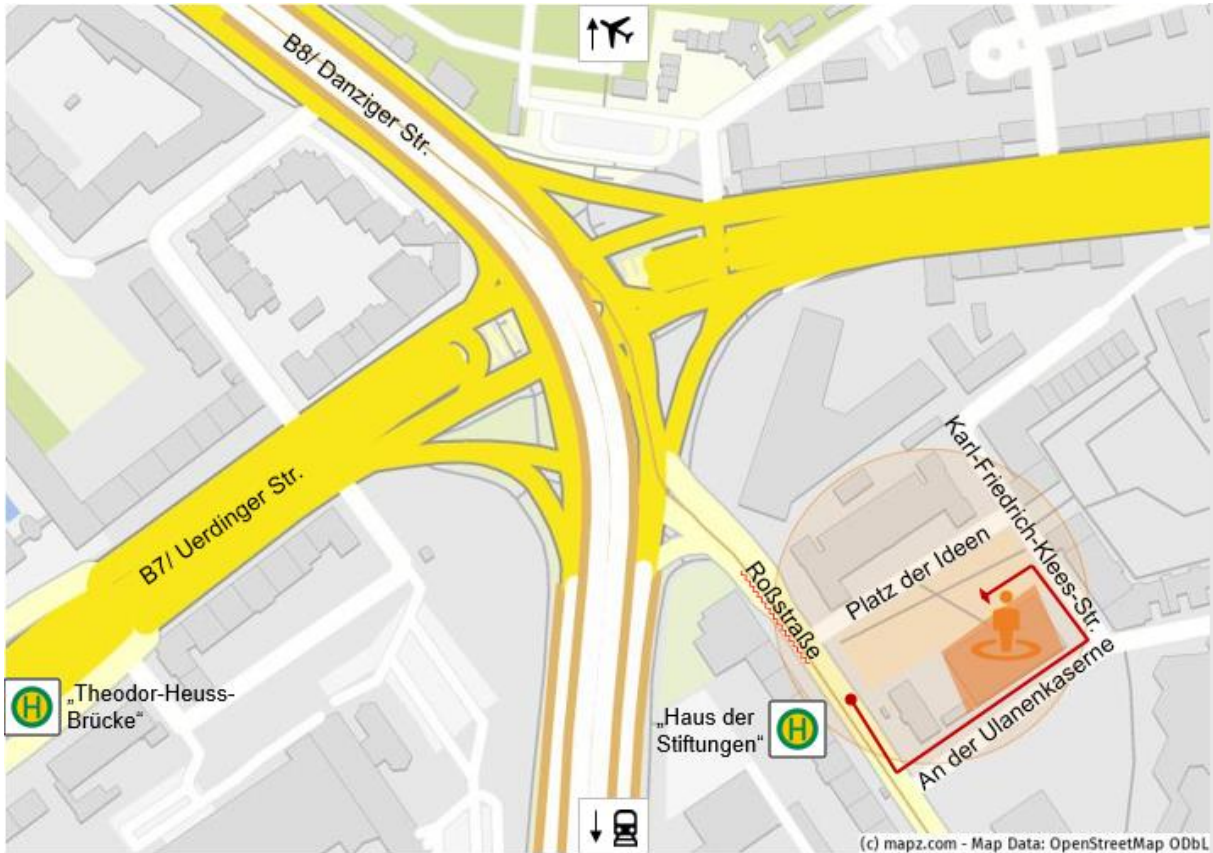 B8/ Danziger Str.
B7/ Uerdinger Str.
Karl-Friedrich-Klees-Str.
Platz der Ideen
Roßstraße
An der Ulanenkaserne
H
„Theodor-Heuss-
Brücke“
„Haus der
Stiftungen“
H
(c) mapz.com - Map Data: OpenStreetMap ODbL